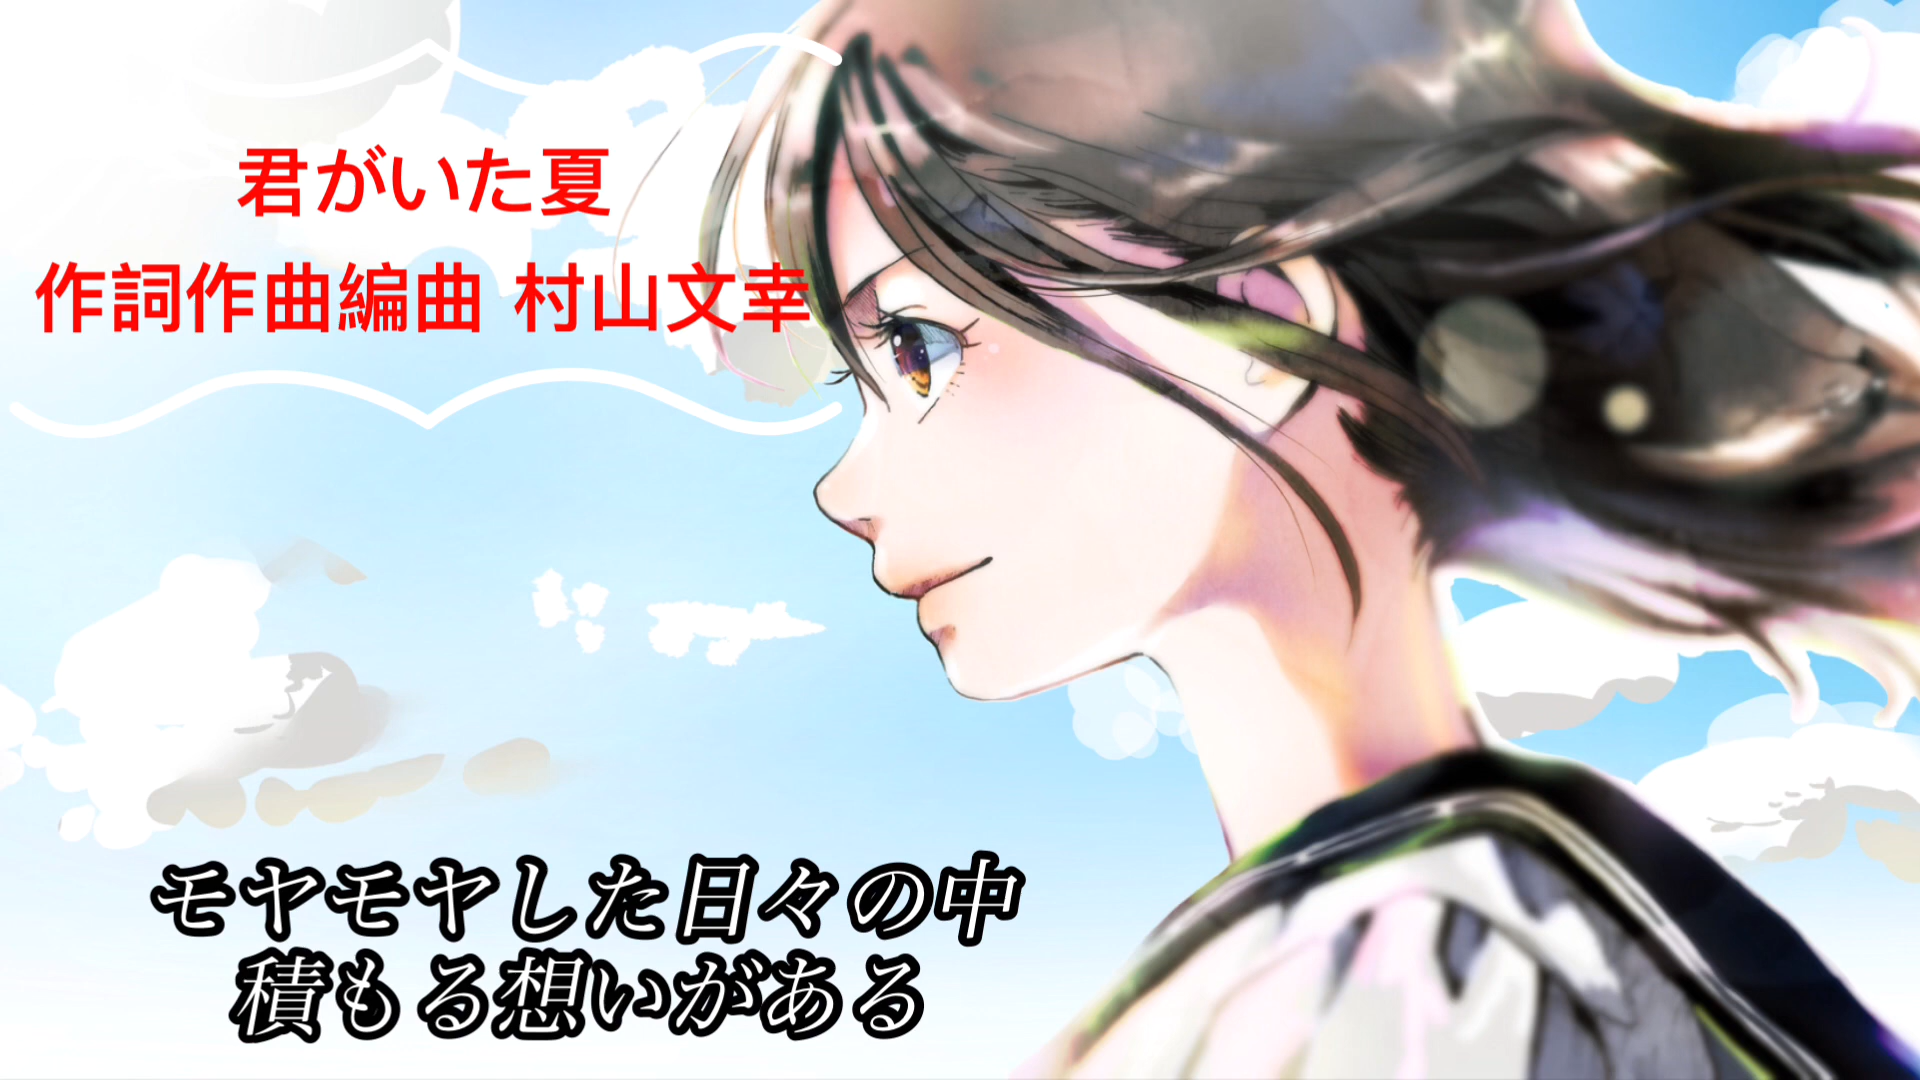 君がいた夏
作詞作曲編曲 村山文幸
モヤモヤした日々の中
積もる想いがある